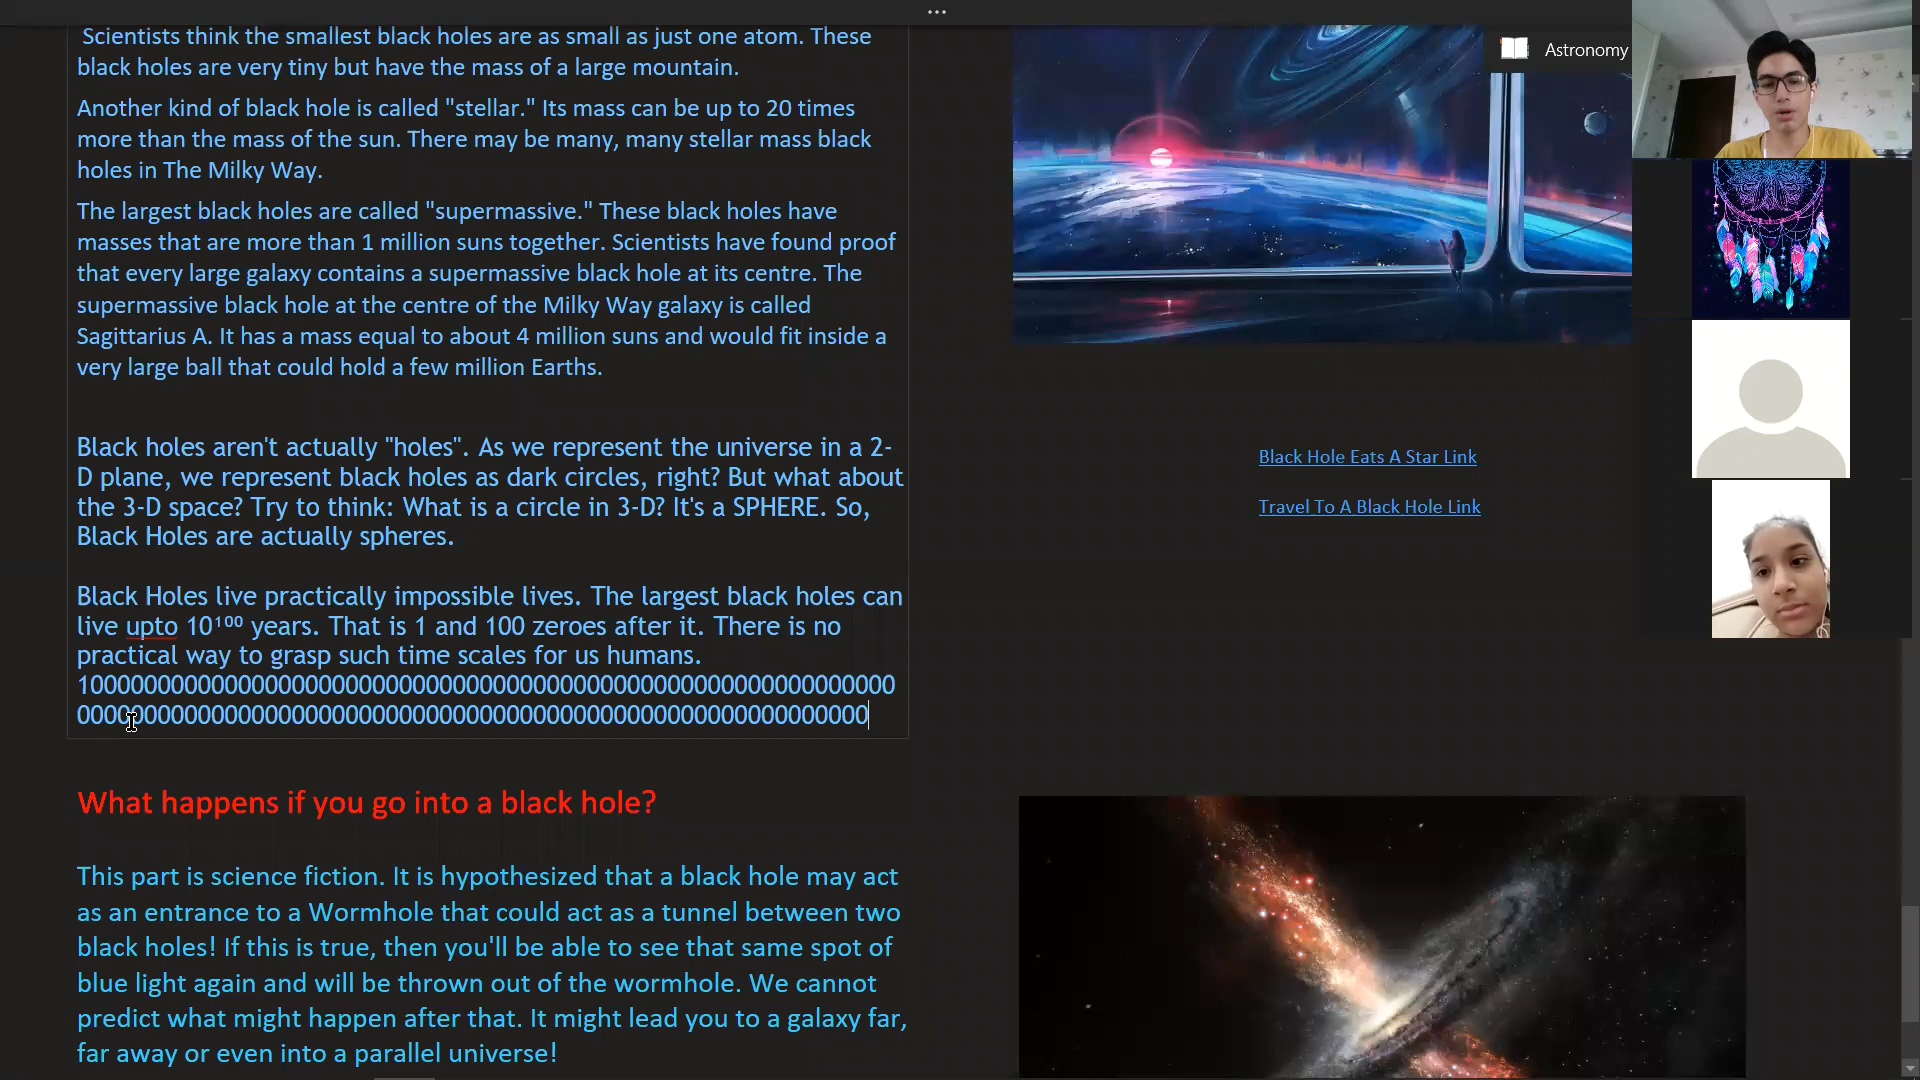 Scientists think the smallest black holes are as small as just one atom. These
black holes are very tiny but have the mass of a large mountain.
Another kind of black hole is called "stellar." Its mass can be up to 20 times
more than the mass of the sun. There may be many, many stellar mass black
holes in The Milky Way.
The largest black holes are called "supermassive." These black holes have
masses that are more than 1 million suns together. Scientists have found proof
that every large galaxy contains a supermassive black hole at its centre. The
supermassive black hole at the centre of the Milky Way galaxy is called
Sagittarius A. It has a mass equal to about 4 million suns and would fit inside a
very large ball that could hold a few million Earths.
Black holes aren't actually "holes". As we represent the universe in a 2-
D plane, we represent black holes as dark circles, right? But what about
the 3-D space? Try to think: What is a circle in 3-D? It's a SPHERE. So,
Black Holes are actually spheres.
Black Holes live practically impossible lives. The largest black holes can
live upto 10¹⁰⁰ years. That is 1 and 100 zeroes after it. There is no
practical way to grasp such time scales for us humans.
1000000000000000000000000000000000000000000000000000000000000
00000000000000000000000000000000000000000000000000000000000
What happens if you go into a black hole?
This part is science fiction. It is hypothesized that a black hole may act
as an entrance to a Wormhole that could act as a tunnel between two
black holes! If this is true, then you'll be able to see that same spot of
blue light again and will be thrown out of the wormhole. We cannot
predict what might happen after that. It might lead you to a galaxy far,
far away or even into a parallel universe!
Astronomy
Black Hole Eats A Star Link
Travel To A Black Hole Link